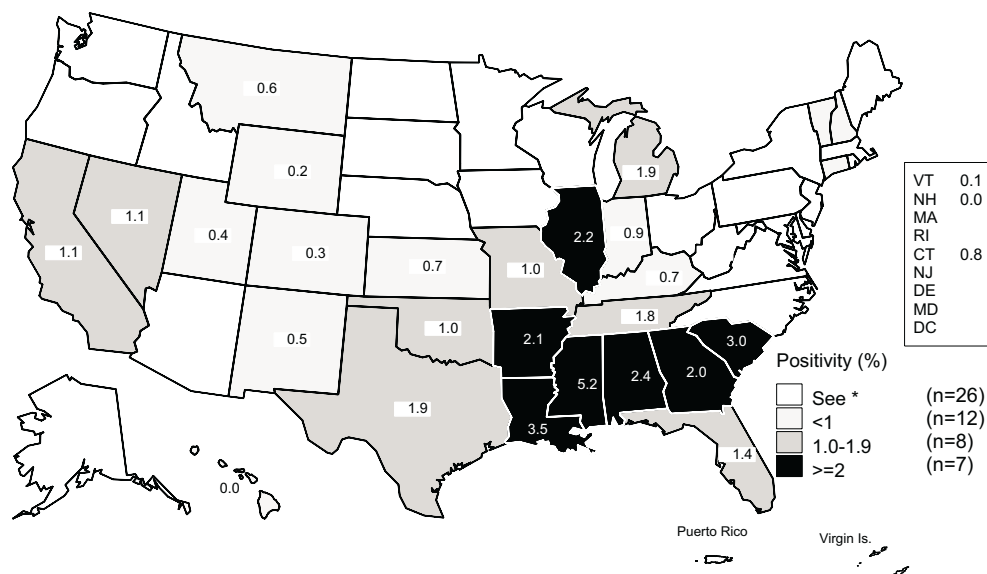 0.6
0.2
1.9
1.1
0.4
0.3
0.7
1.0
2.2
0.9
0.7
1.1
VT 0.1
NH 0.0
MA
RI
CT 0.8
NJ
DE
MD
DC
0.5
1.0
2.1
1.8
3.0
1.9
3.5
5.2
2.4
2.0
1.4
0.0
Positivity (%)
See * (n=26)
<1 (n=12)
1.0-1.9 (n=8)
>=2 (n=7)
Puerto Rico
Virgin Is.